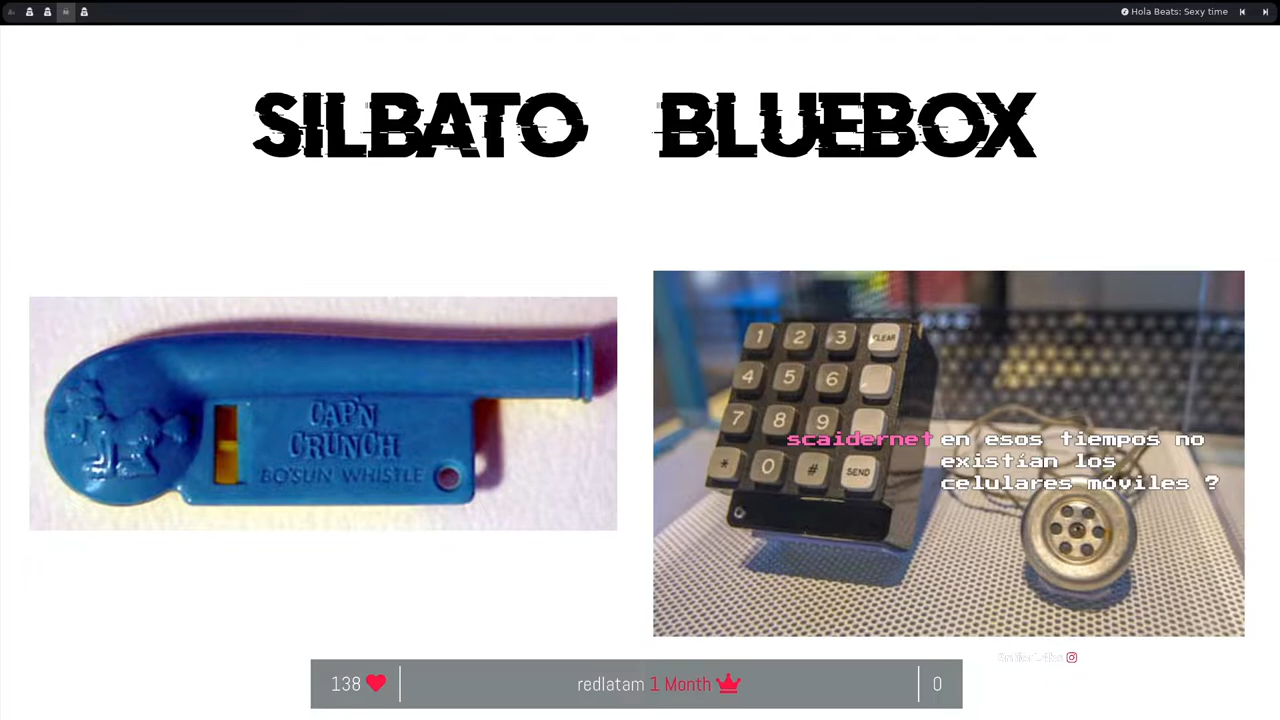 Hola Beats: Sexy time
SILBATO BLUEBOX
CAP'N
CRUNCH
BO'SUN WHISTLE
1 2 3 CLEAR
4 5 6
7 8 9
* 0 # SEND
scaidernet en esos tiempos no
existían los
celulares móviles ?
138
redlatam 1 Month
0